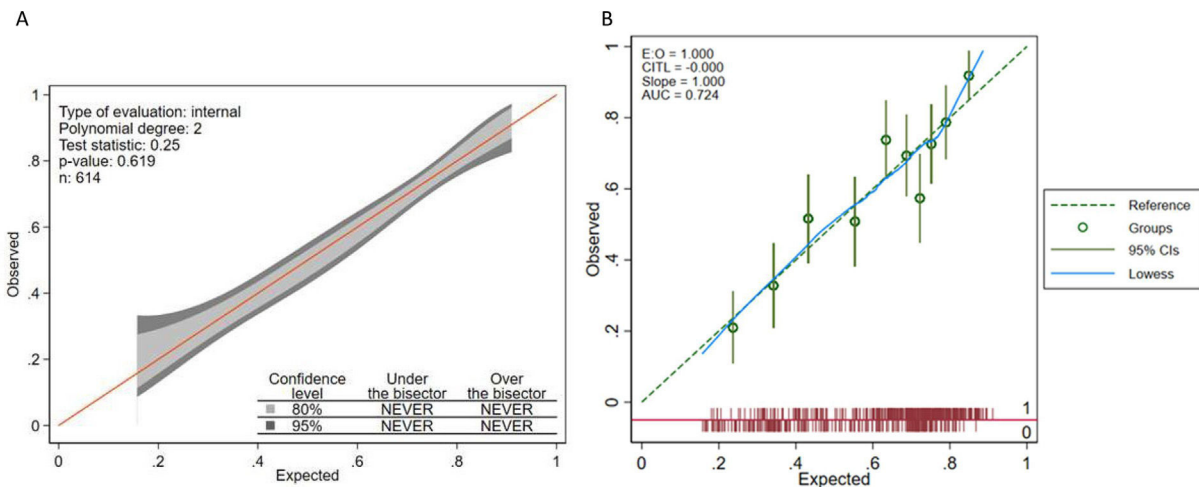 A
Type of evaluation: internal
Polynomial degree: 2
Test statistic: 0.25
p-value: 0.619
n: 614
1
.8
.6
.4
.2
0
Observed
Confidence level Under the bisector Over the bisector
80% NEVER NEVER
95% NEVER NEVER
0 .2 .4 .6 .8 1
Expected
B
E:O = 1.000
CITL = -0.000
Slope = 1.000
AUC = 0.724
1
.8
.6
.4
.2
0
Observed
1
0
0 .2 .4 .6 .8 1
Expected
Reference
Groups
95% CIs
Lowess